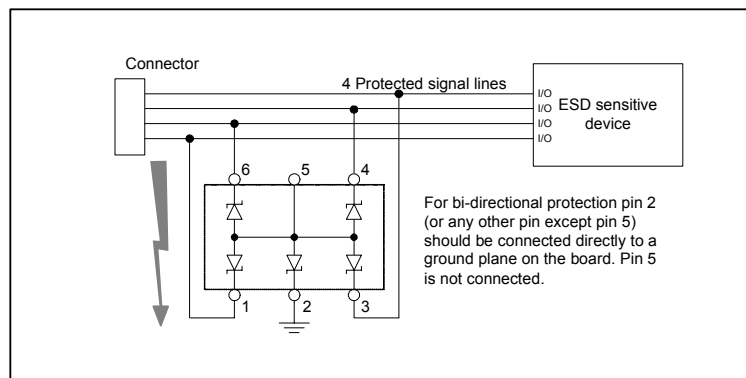 Connector
4 Protected signal lines
I/O
I/O
I/O
I/O
ESD sensitive
device
6
5
4
For bi-directional protection pin 2
(or any other pin except pin 5)
should be connected directly to a
ground plane on the board. Pin 5
is not connected.
1
2
3